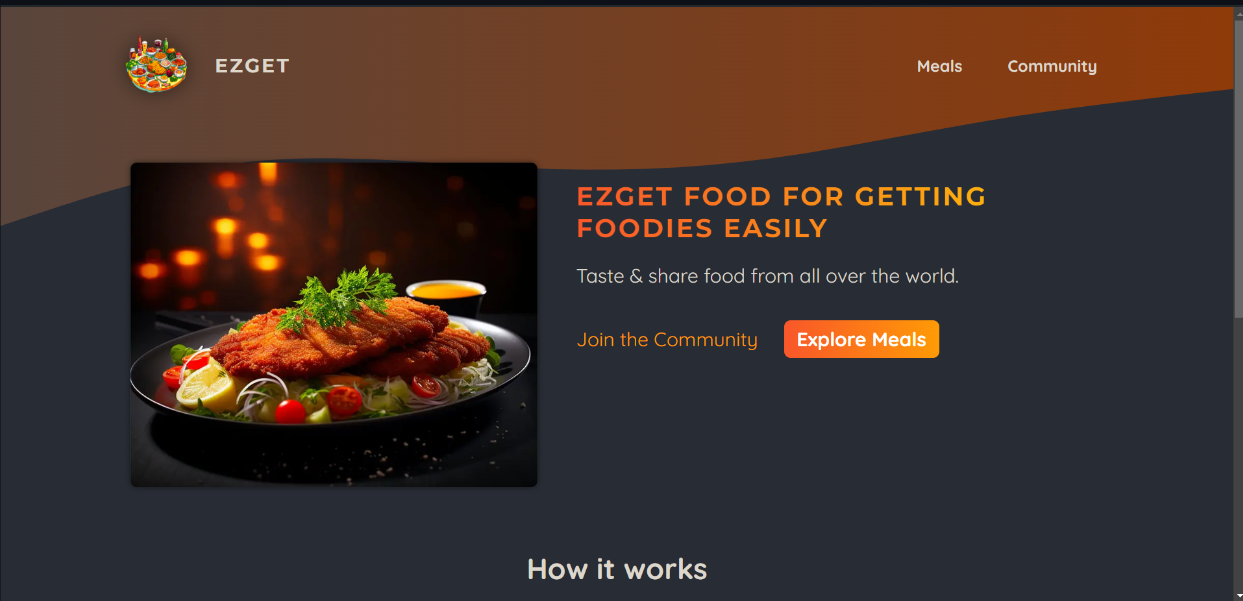 EZGET
Meals
Community
EZGET FOOD FOR GETTING
FOODIES EASILY
Taste & share food from all over the world.
Join the Community
Explore Meals
How it works